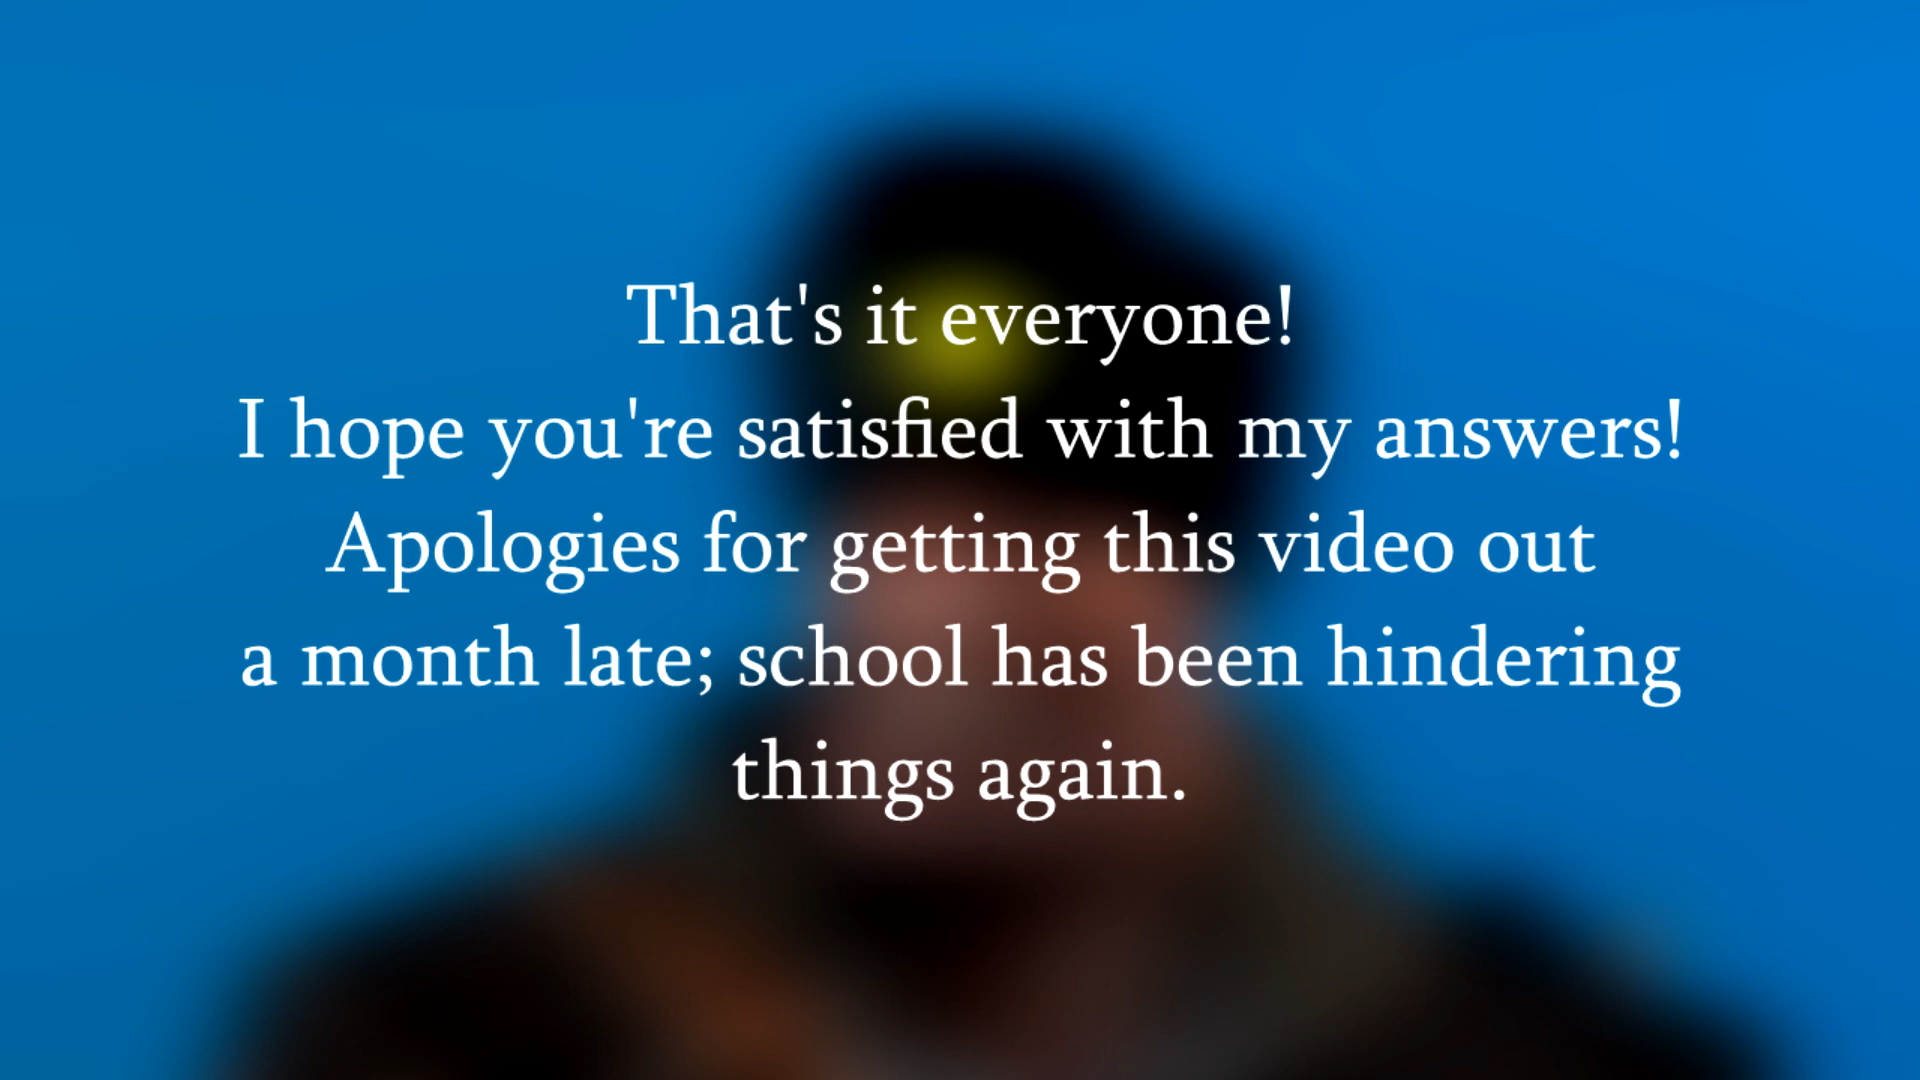 That's it everyone!
I hope you're satisfied with my answers!
Apologies for getting this video out
a month late; school has been hindering
things again.